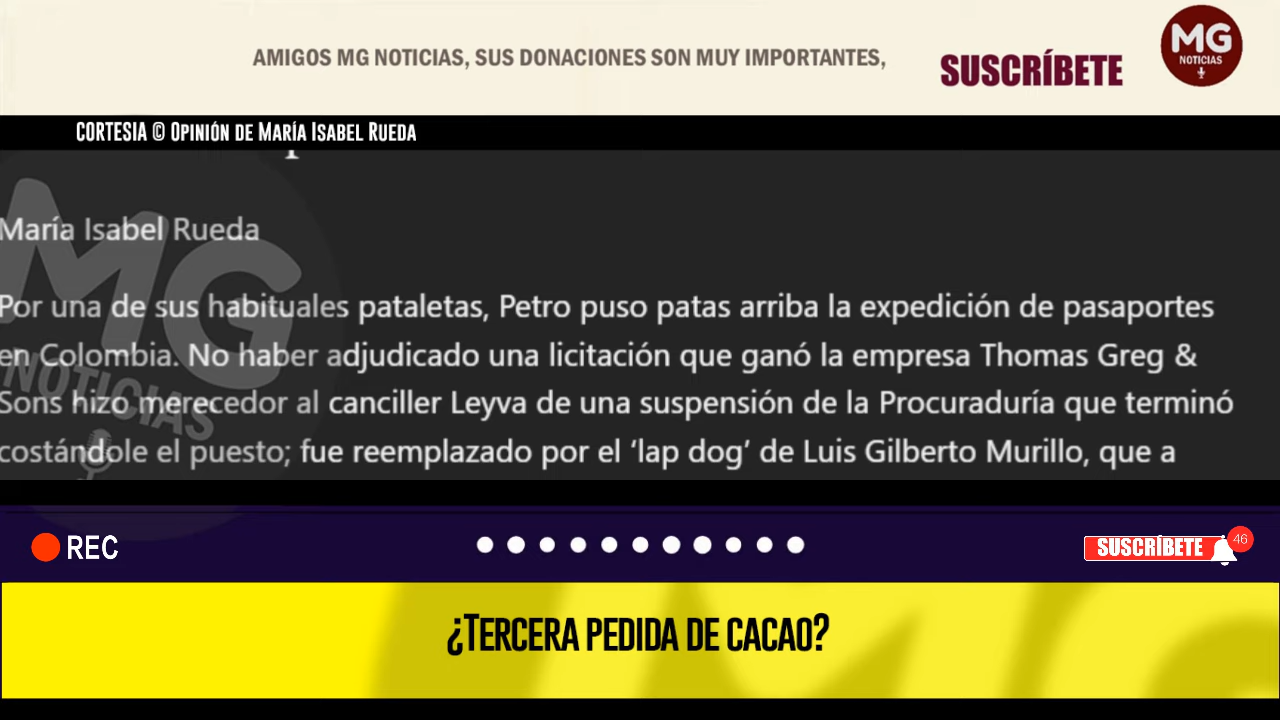 AMIGOS MG NOTICIAS, SUS DONACIONES SON MUY IMPORTANTES,
SUSCRÍBETE
MG
NOTICIAS
CORTESIA © OPINIÓN DE MARÍA ISABEL RUEDA
María Isabel Rueda
Por una de sus habituales pataletas, Petro puso patas arriba la expedición de pasaportes
en Colombia. No haber adjudicado una licitación que ganó la empresa Thomas Greg &
Sons hizo merecedor al canciller Leyva de una suspensión de la Procuraduría que terminó
costándole el puesto; fue reemplazado por el ‘lap dog’ de Luis Gilberto Murillo, que a
MG
NOTICIAS
REC
SUSCRÍBETE
46
¿TERCERA PEDIDA DE CACAO?